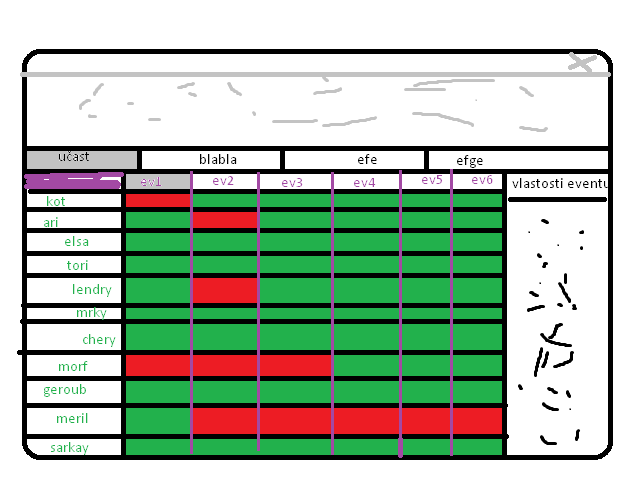 učast blabla efe efge
ev1 ev2 ev3 ev4 ev5 ev6 vlastosti eventu
kot
ari
elsa
tori
lendry
mrky
chery
morf
geroub
meril
sarkay